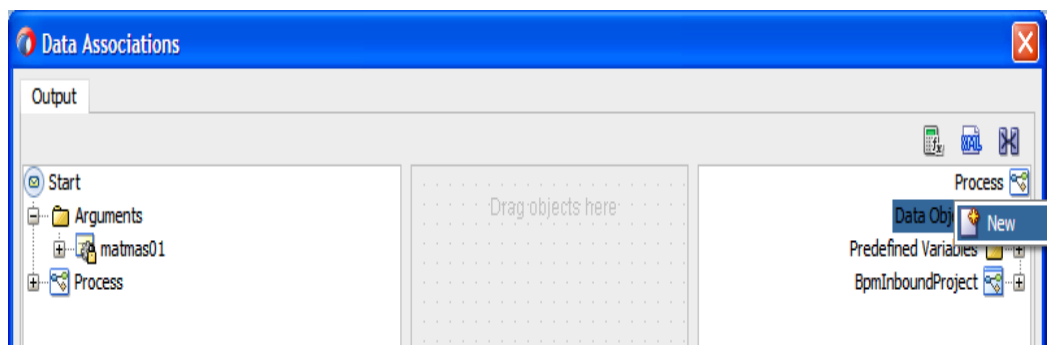 Data Associations
Output
Start
Arguments
matmas01
Process
Drag objects here
Process
Data Obj
New
Predefined Variables
BpmInboundProject